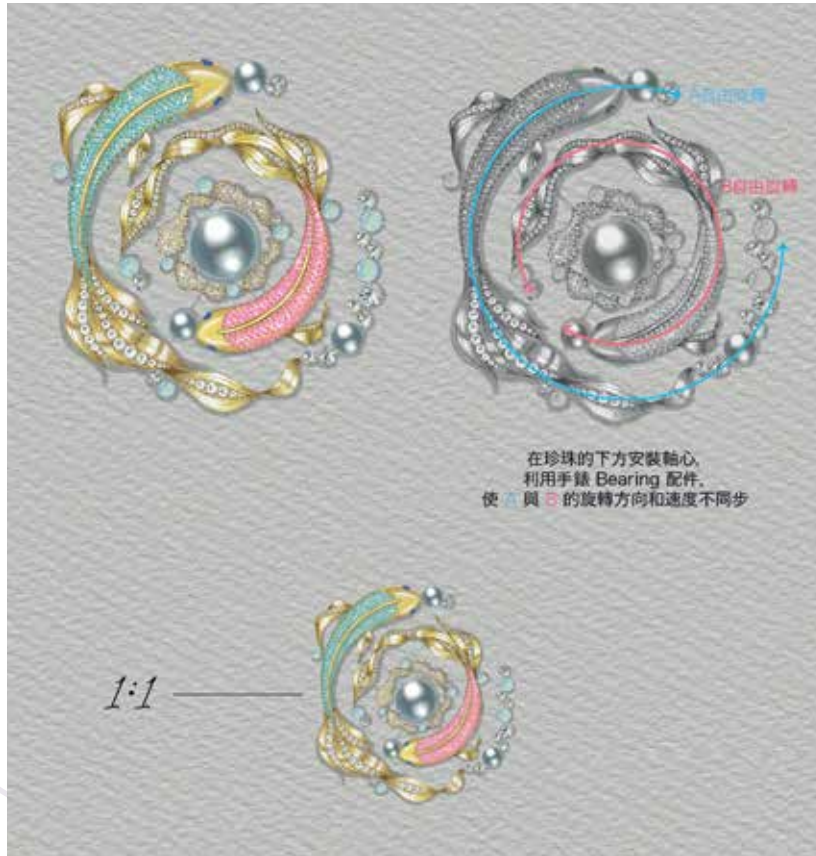 A自由旋轉
B自由旋轉
在珍珠的下方安裝軸心,
利用手錶 Bearing 配件,
使 A 與 B 的旋轉方向和速度不同步
1:1